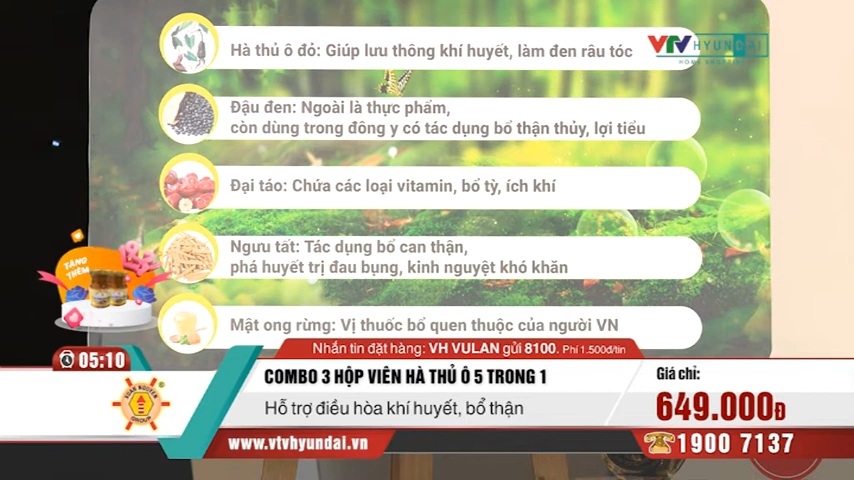 Hà thủ ô đỏ: Giúp lưu thông khí huyết, làm đen râu tóc
VTV HYUNDAI
HOME SHOPPING
Đậu đen: Ngoài là thực phẩm,
còn dùng trong đông y có tác dụng bổ thận thủy, lợi tiểu
Đại táo: Chứa các loại vitamin, bổ tỳ, ích khí
Ngưu tất: Tác dụng bổ can thận,
phá huyết trị đau bụng, kinh nguyệt khó khăn
TẶNG
THÊM
Mật ong rừng: Vị thuốc bổ quen thuộc của người VN
Nhắn tin đặt hàng: VH VULAN gửi 8100. Phí 1.500đ/tin
05:10
COMBO 3 HỘP VIÊN HÀ THỦ Ô 5 TRONG 1
Giá chỉ:
XUAN NGUYEN
GROUP
Hỗ trợ điều hòa khí huyết, bổ thận
649.000Đ
www.vtvhyundai.vn
1900 7137